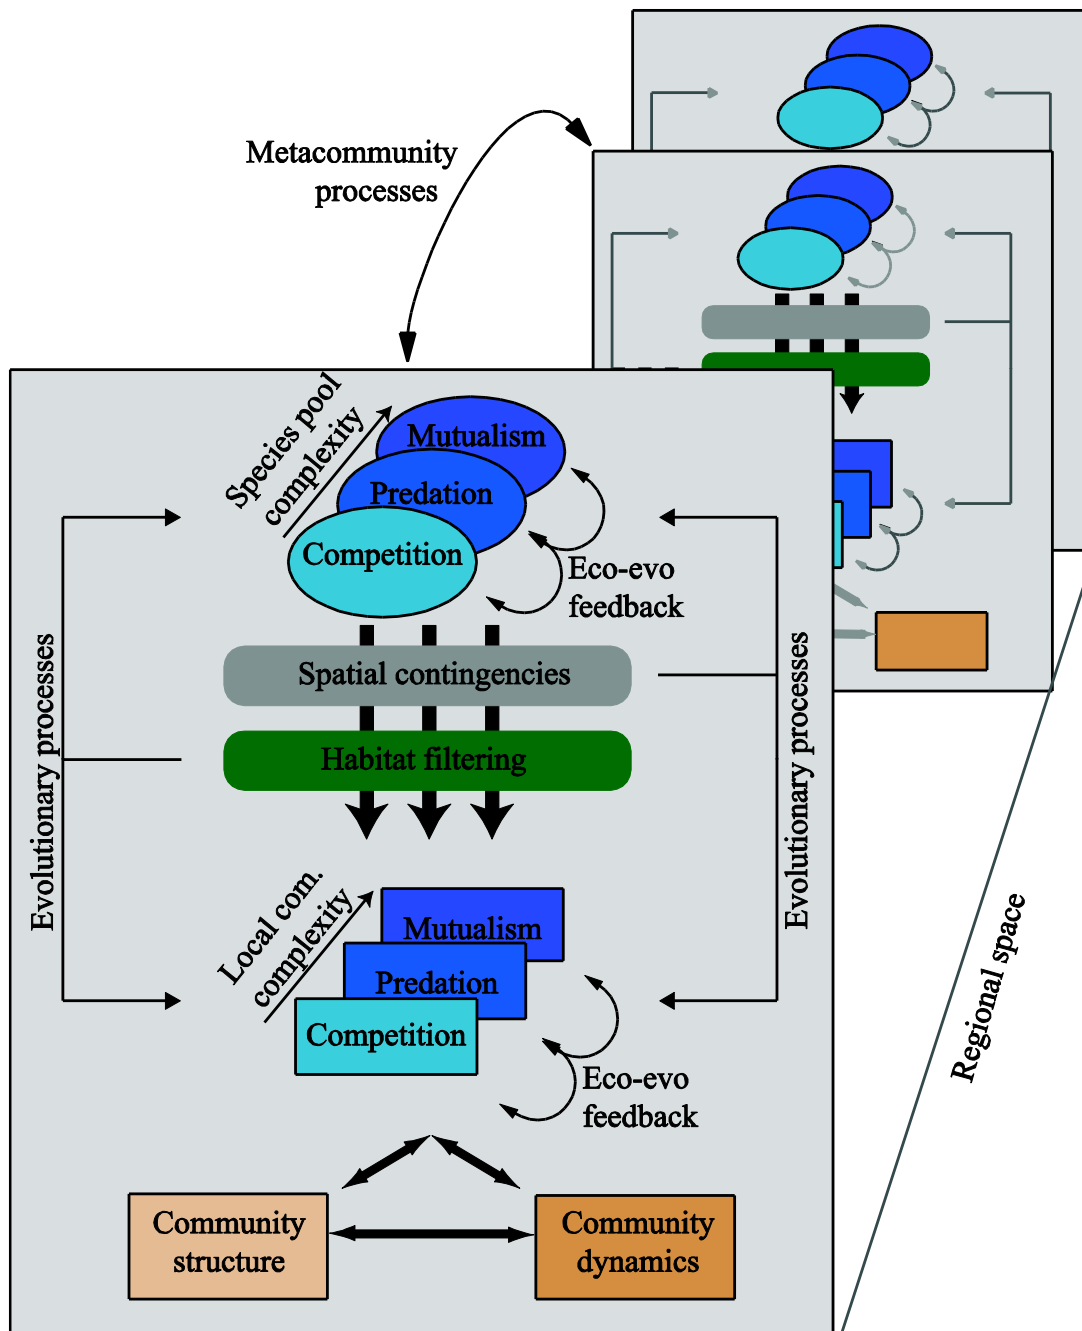 Metacommunity
processes
Species pool
complexity
Mutualism
Predation
Competition
Eco-evo
feedback
Spatial contingencies
Habitat filtering
Evolutionary processes
Evolutionary processes
Local com.
complexity
Mutualism
Predation
Competition
Eco-evo
feedback
Regional space
Community
structure
Community
dynamics